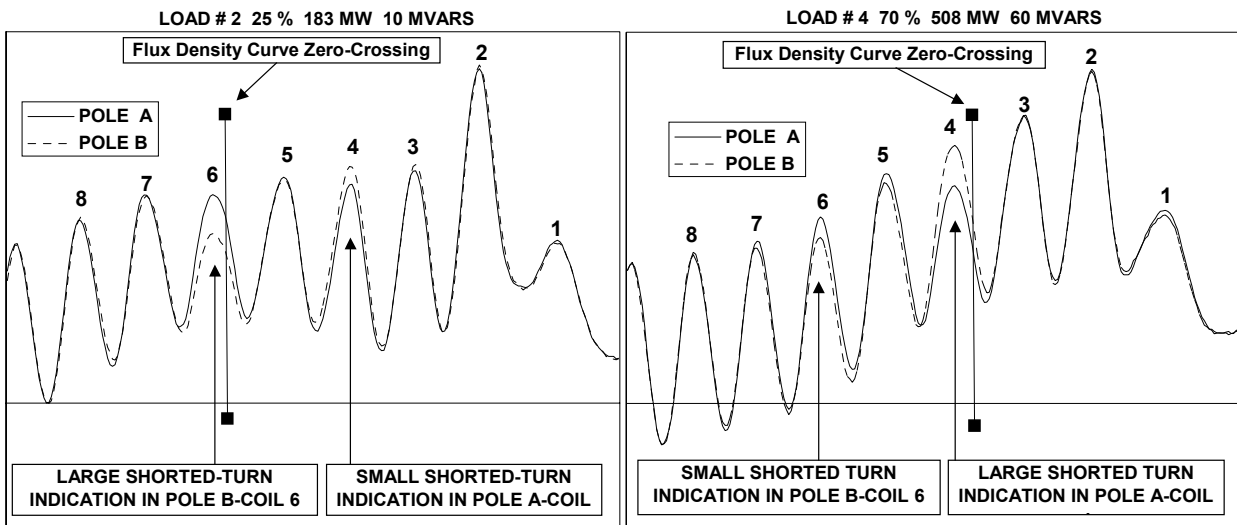 LOAD # 2 25 % 183 MW 10 MVARS
Flux Density Curve Zero-Crossing
POLE A
POLE B
8
7
6
5
4
3
2
1
LARGE SHORTED-TURN
INDICATION IN POLE B-COIL 6
SMALL SHORTED-TURN
INDICATION IN POLE A-COIL
LOAD # 4 70 % 508 MW 60 MVARS
Flux Density Curve Zero-Crossing
POLE A
POLE B
8
7
6
5
4
3
2
1
SMALL SHORTED TURN
INDICATION IN POLE B-COIL 6
LARGE SHORTED TURN
INDICATION IN POLE A-COIL